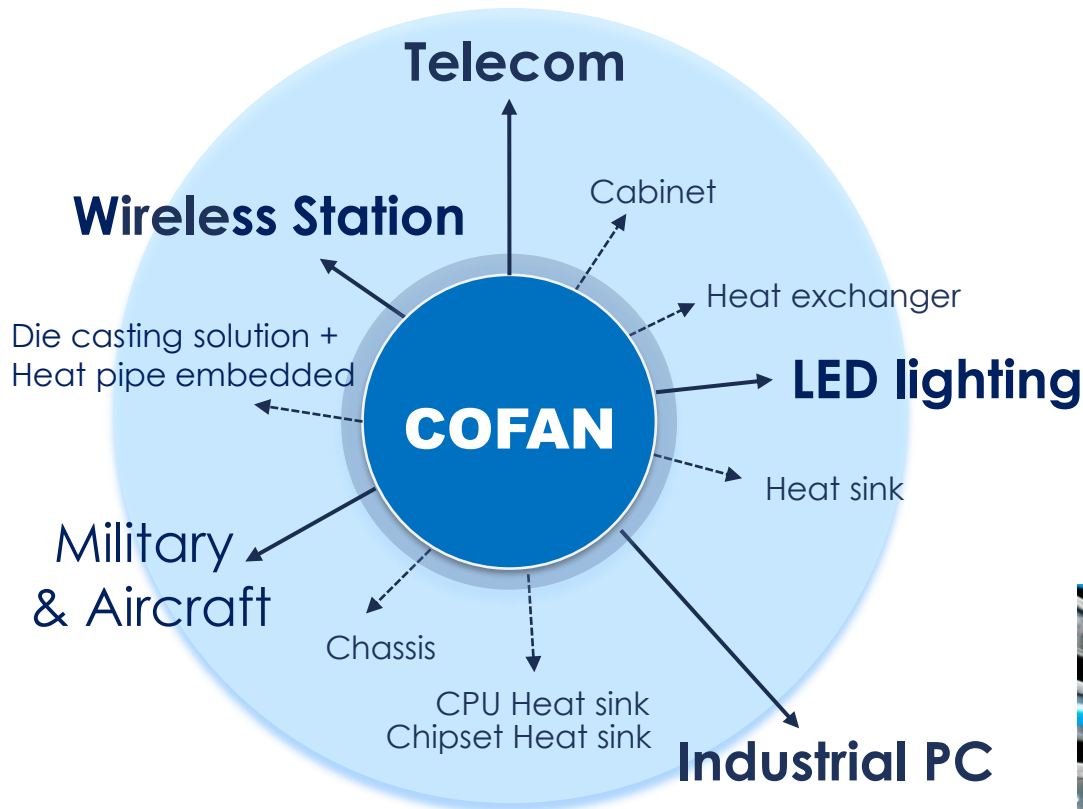 Telecom
Cabinet
Wireless Station
Heat exchanger
Die casting solution +
Heat pipe embedded
LED lighting
COFAN
Heat sink
Military
& Aircraft
Chassis
CPU Heat sink
Chipset Heat sink
Industrial PC